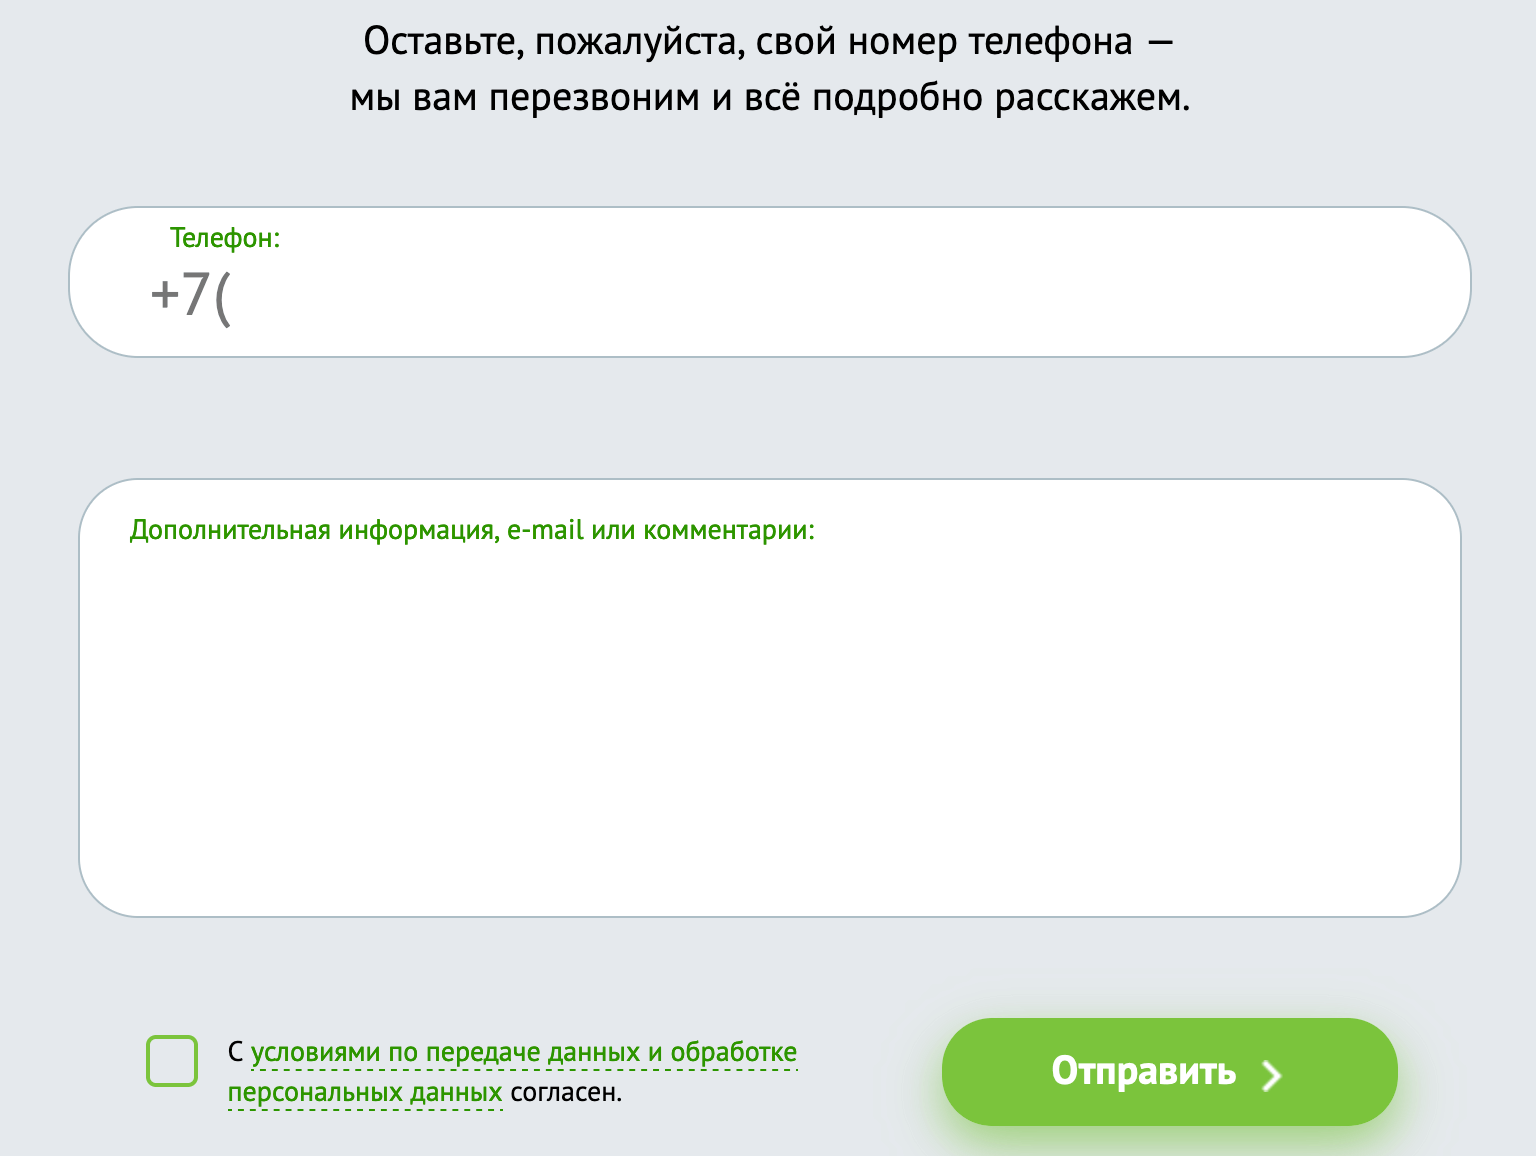 Оставьте, пожалуйста, свой номер телефона —
мы вам перезвоним и всё подробно расскажем.
Телефон:
+7(
Дополнительная информация, e-mail или комментарии:
С условиями по передаче данных и обработке
персональных данных согласен.
Отправить